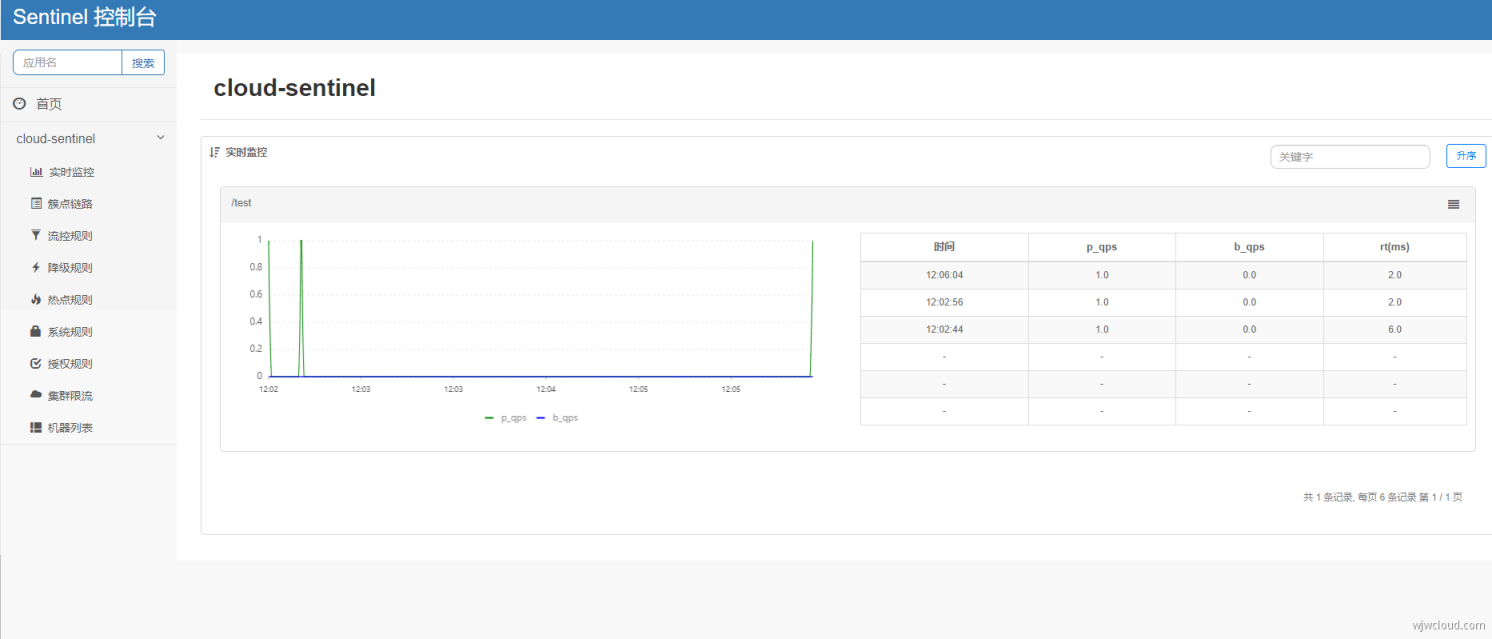 Sentinel 控制台
应用名 搜索
首页
cloud-sentinel
实时监控
簇点链路
流控规则
降级规则
热点规则
系统规则
授权规则
集群限流
机器列表
cloud-sentinel
实时监控 关键字 升序
/test
1
0.8
0.6
0.4
0.2
0
12:02 12:03 12:03 12:04 12:05 12:05
p_qps b_qps
时间 p_qps b_qps rt(ms)
12:06:04 1.0 0.0 2.0
12:02:56 1.0 0.0 2.0
12:02:44 1.0 0.0 6.0
- - - -
- - - -
- - - -
共 1 条记录, 每页 6 条记录 第 1 / 1 页
wjwcloud.com